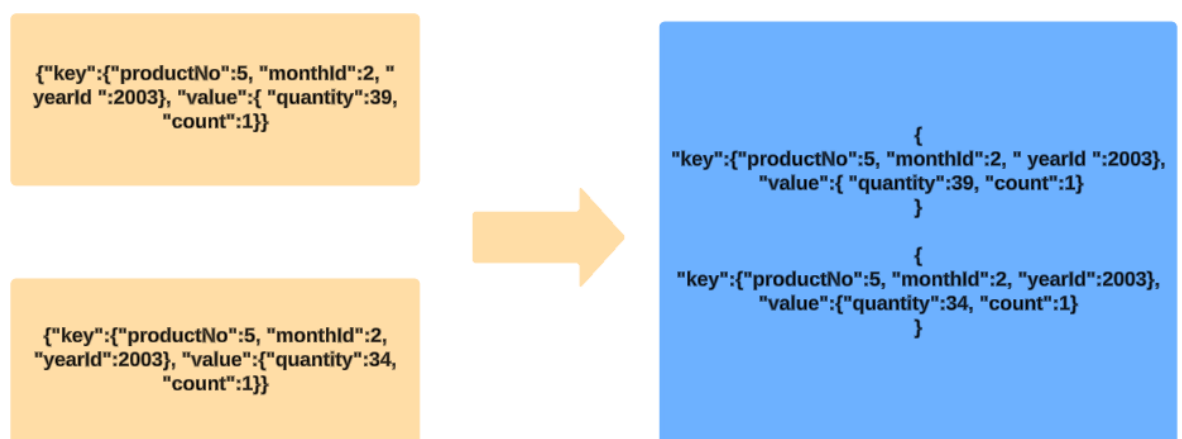 {"key":{"productNo":5, "monthId":2, "
yearId ":2003}, "value":{ "quantity":39,
"count":1}}
{"key":{"productNo":5, "monthId":2,
"yearId":2003}, "value":{"quantity":34,
"count":1}}
{
"key":{"productNo":5, "monthId":2, " yearId ":2003},
"value":{ "quantity":39, "count":1}
}
{
"key":{"productNo":5, "monthId":2, "yearId":2003},
"value":{"quantity":34, "count":1}
}